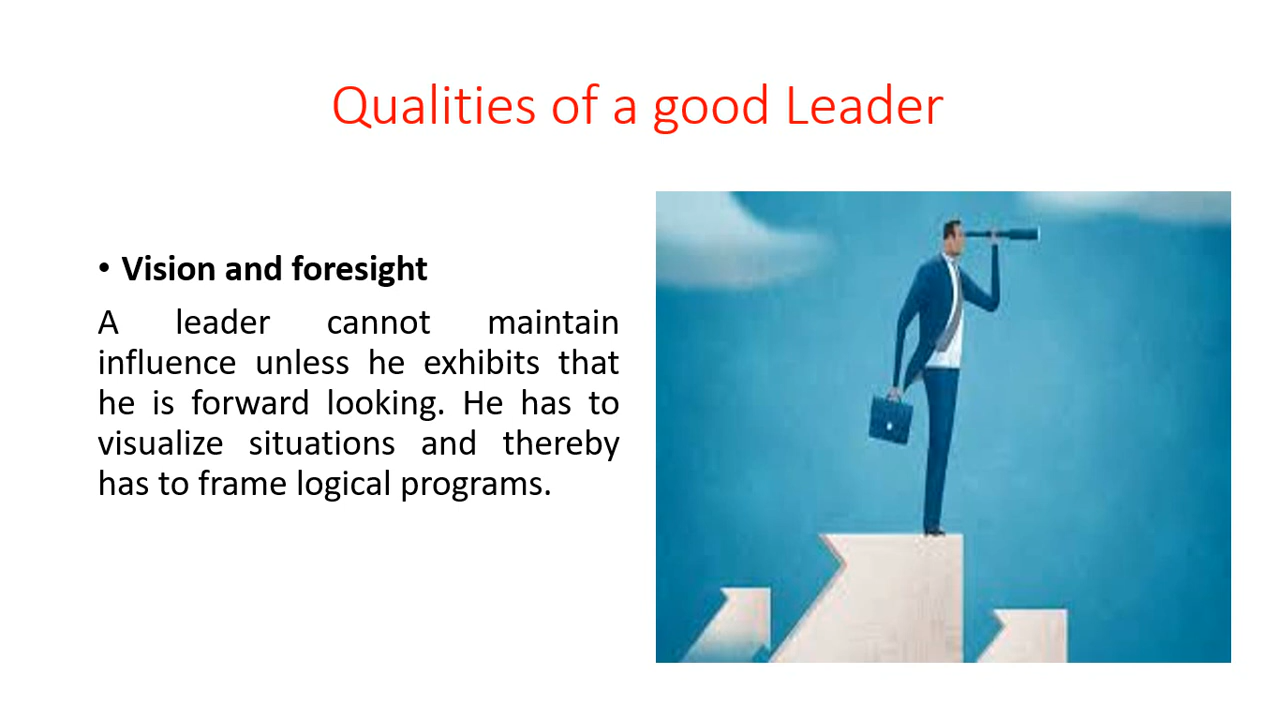 Qualities of a good Leader
• Vision and foresight
A leader cannot maintain
influence unless he exhibits that
he is forward looking. He has to
visualize situations and thereby
has to frame logical programs.